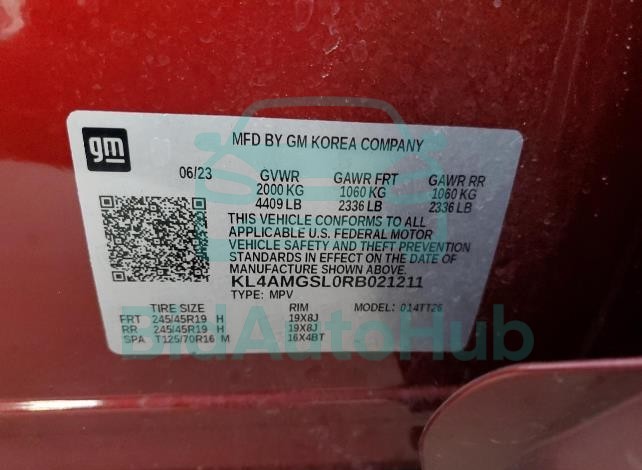 gm
MFD BY GM KOREA COMPANY
06/23 GVWR GAWR FRT GAWR RR
2000 KG 1060 KG 1060 KG
4409 LB 2336 LB 2336 LB
THIS VEHICLE CONFORMS TO ALL
APPLICABLE U.S. FEDERAL MOTOR
VEHICLE SAFETY AND THEFT PREVENTION
STANDARDS IN EFFECT ON THE DATE OF
MANUFACTURE SHOWN ABOVE.
KL4AMGSL0RB021211
TYPE: MPV
TIRE SIZE RIM MODEL: 014TT26
FRT 245/45R19 H 19X8J
RR 245/45R19 H 19X8J
SPA T125/70R16 M 16X4BT
BidAutoHub